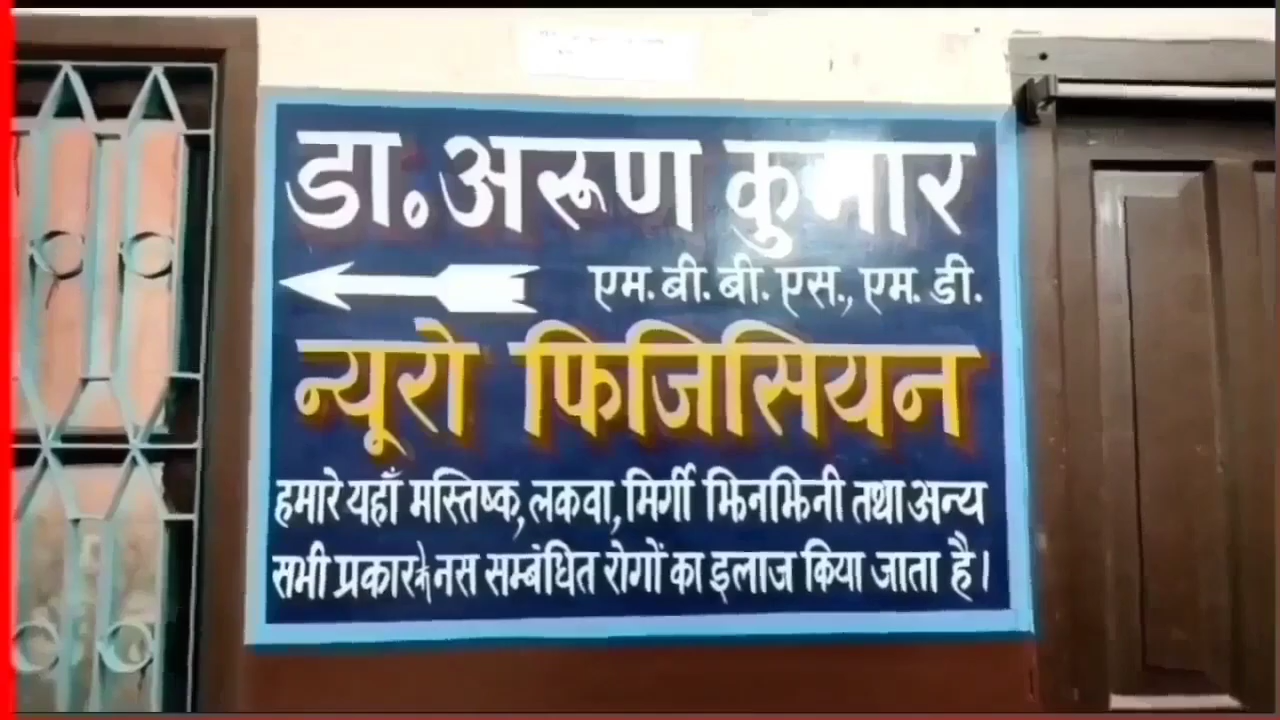 डा. अरूण कुमार
एम. बी. बी. एस., एम. डी.
न्यूरो फिजिसियन
हमारे यहाँ मस्तिष्क, लकवा, मिर्गी झिनझिनी तथा अन्य
सभी प्रकार के नस सम्बंधित रोगों का इलाज किया जाता है।